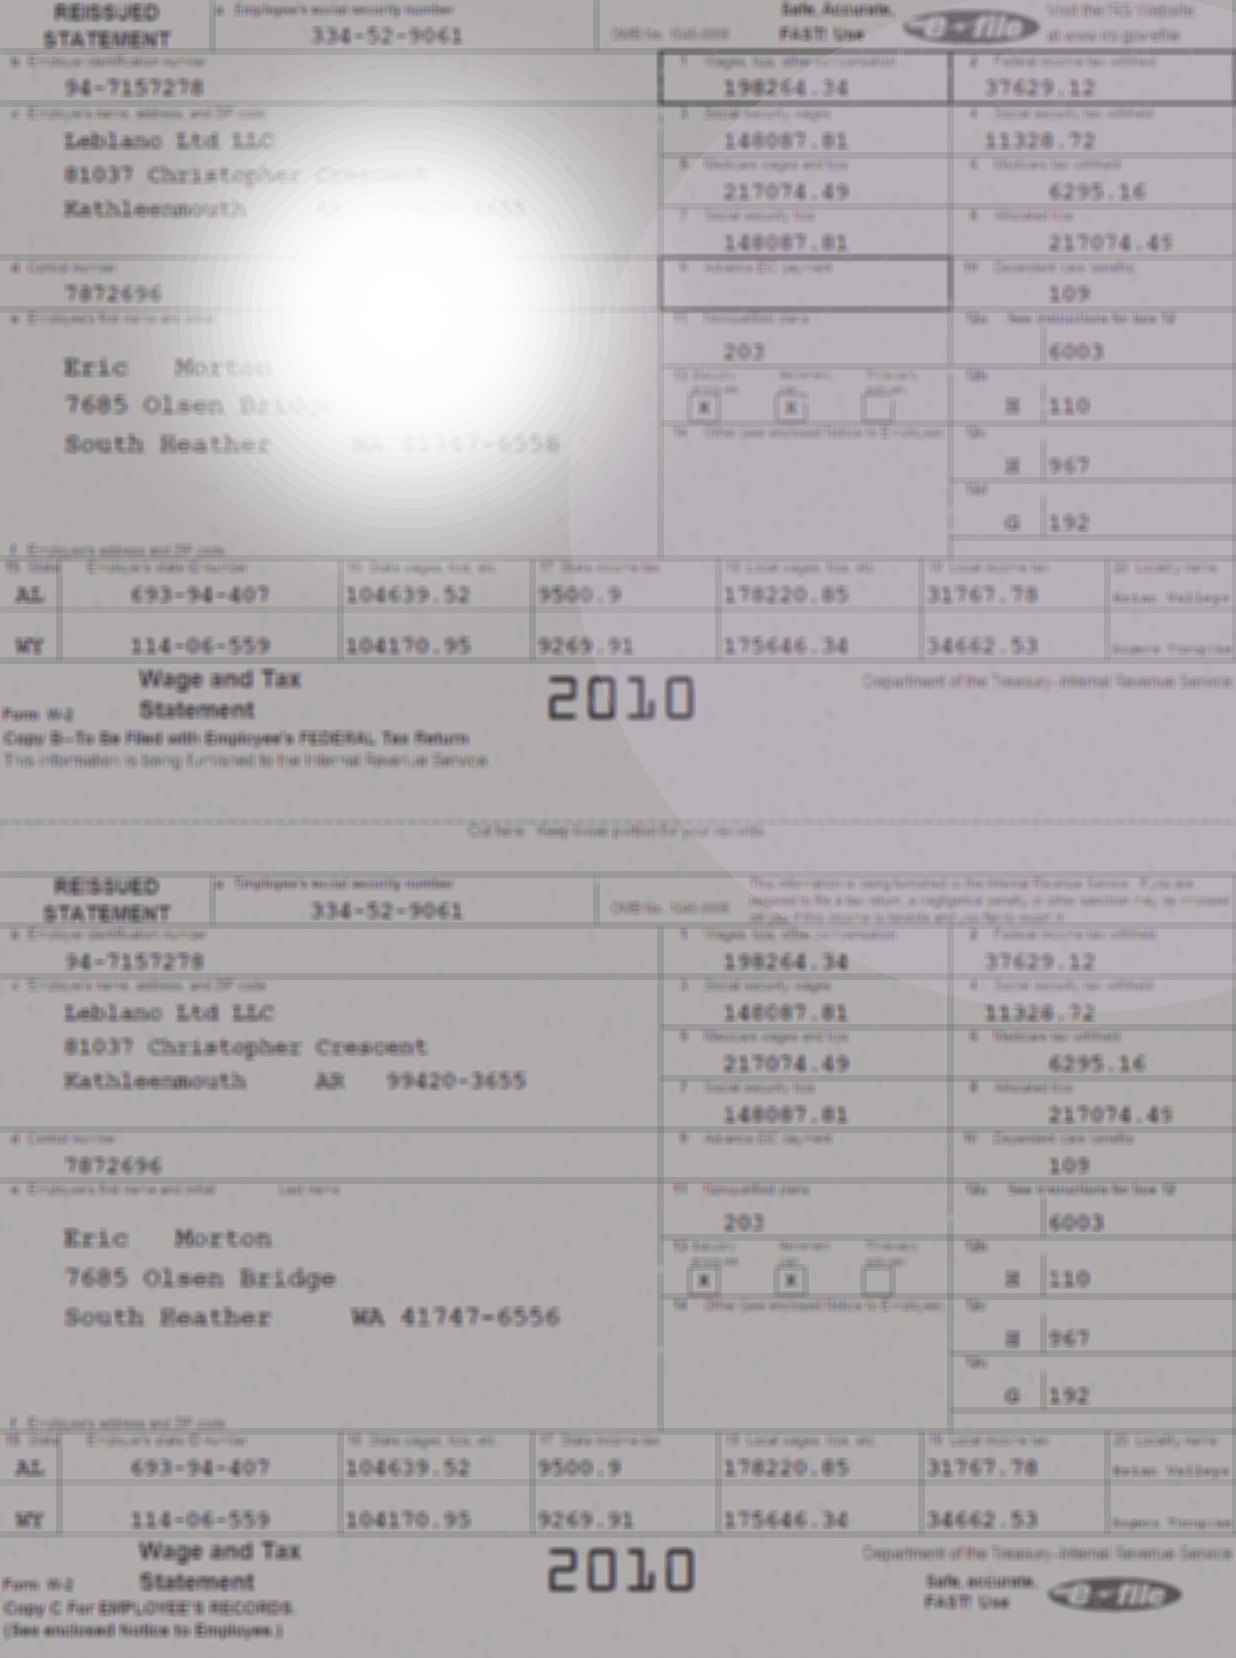 REISSUED
STATEMENT
a Employee's social security number
334-52-9061
OMB No. 1545-0008
Safe, Accurate,
FAST! Use
e-file
Visit the IRS Website
at www.irs.gov/efile
b Employer identification number
94-7157278
1 Wages, tips, other compensation
198264.34
2 Federal income tax withheld
37629.12
c Employer's name, address, and ZIP code
Leblanc Ltd LLC
81037 Christopher Crescent
Kathleenmouth
3 Social security wages
148087.81
4 Social security tax withheld
11328.72
5 Medicare wages and tips
217074.49
6 Medicare tax withheld
6295.16
7 Social security tips
148087.81
8 Allocated tips
217074.49
d Control number
7872696
9 Advance EIC payment
10 Dependent care benefits
109
e Employee's first name and initial
Eric Morton
7685 Olsen Bridge
South Heather WA 41747-6556
11 Nonqualified plans
203
12a See instructions for box 12
6003
13 Statutory employee
Retirement plan
Third-party sick pay
X X
12b
H 110
14 Other (see enclosed Notice to Employee)
12c
H 967
12d
G 192
f Employee's address and ZIP code
15 State Employer's state ID number 16 State wages, tips, etc. 17 State income tax 18 Local wages, tips, etc. 19 Local income tax 20 Locality name
AL 693-94-407 104639.52 9500.9 178220.85 31767.78 Valleys
WY 114-06-559 104170.95 9269.91 175646.34 34662.53
Wage and Tax
Statement
Form W-2
2010
Department of the Treasury-Internal Revenue Service
Copy B-To Be Filed with Employee's FEDERAL Tax Return
This information is being furnished to the Internal Revenue Service.
Cut here Keep lower portion for your records
REISSUED
STATEMENT
a Employee's social security number
334-52-9061
OMB No. 1545-0008
This information is being furnished to the Internal Revenue Service. If you are
required to file a tax return, a negligence penalty or other sanction may be imposed
on you if this income is taxable and you fail to report it.
b Employer identification number
94-7157278
1 Wages, tips, other compensation
198264.34
2 Federal income tax withheld
37629.12
c Employer's name, address, and ZIP code
Leblanc Ltd LLC
81037 Christopher Crescent
Kathleenmouth AR 99420-3655
3 Social security wages
148087.81
4 Social security tax withheld
11328.72
5 Medicare wages and tips
217074.49
6 Medicare tax withheld
6295.16
7 Social security tips
148087.81
8 Allocated tips
217074.49
d Control number
7872696
9 Advance EIC payment
10 Dependent care benefits
109
e Employee's first name and initial Last name
Eric Morton
7685 Olsen Bridge
South Heather WA 41747-6556
11 Nonqualified plans
203
12a See instructions for box 12
6003
13 Statutory employee
Retirement plan
Third-party sick pay
X X
12b
H 110
14 Other (see enclosed Notice to Employee)
12c
H 967
G 192
f Employee's address and ZIP code
15 State Employer's state ID number 16 State wages, tips, etc. 17 State income tax 18 Local wages, tips, etc. 19 Local income tax 20 Locality name
AL 693-94-407 104639.52 9500.9 178220.85 31767.78 Valleys
WY 114-06-559 104170.95 9269.91 175646.34 34662.53
Wage and Tax
Statement
Form W-2
2010
Department of the Treasury-Internal Revenue Service
Safe, accurate,
FAST! Use
e-file
Copy C For EMPLOYEE'S RECORDS.
(See enclosed Notice to Employee.)